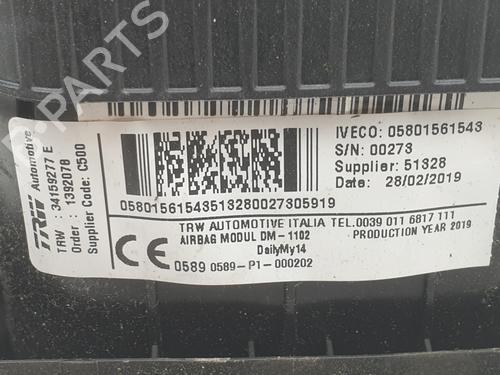 TRW Automotive
TRW : 34159277 E
Order : 1392078
Supplier Code: C500
IVECO: 05801561543
S/N: 00273
Supplier: 51328
Date: 28/02/2019
05801561543513280027305919
TRW AUTOMOTIVE ITALIA TEL.0039 011 6817 111
AIRBAG MODUL DM-1102
PRODUCTION YEAR 2019
DailyMy14
CE 0589 0589-P1-000202
B-PARTS